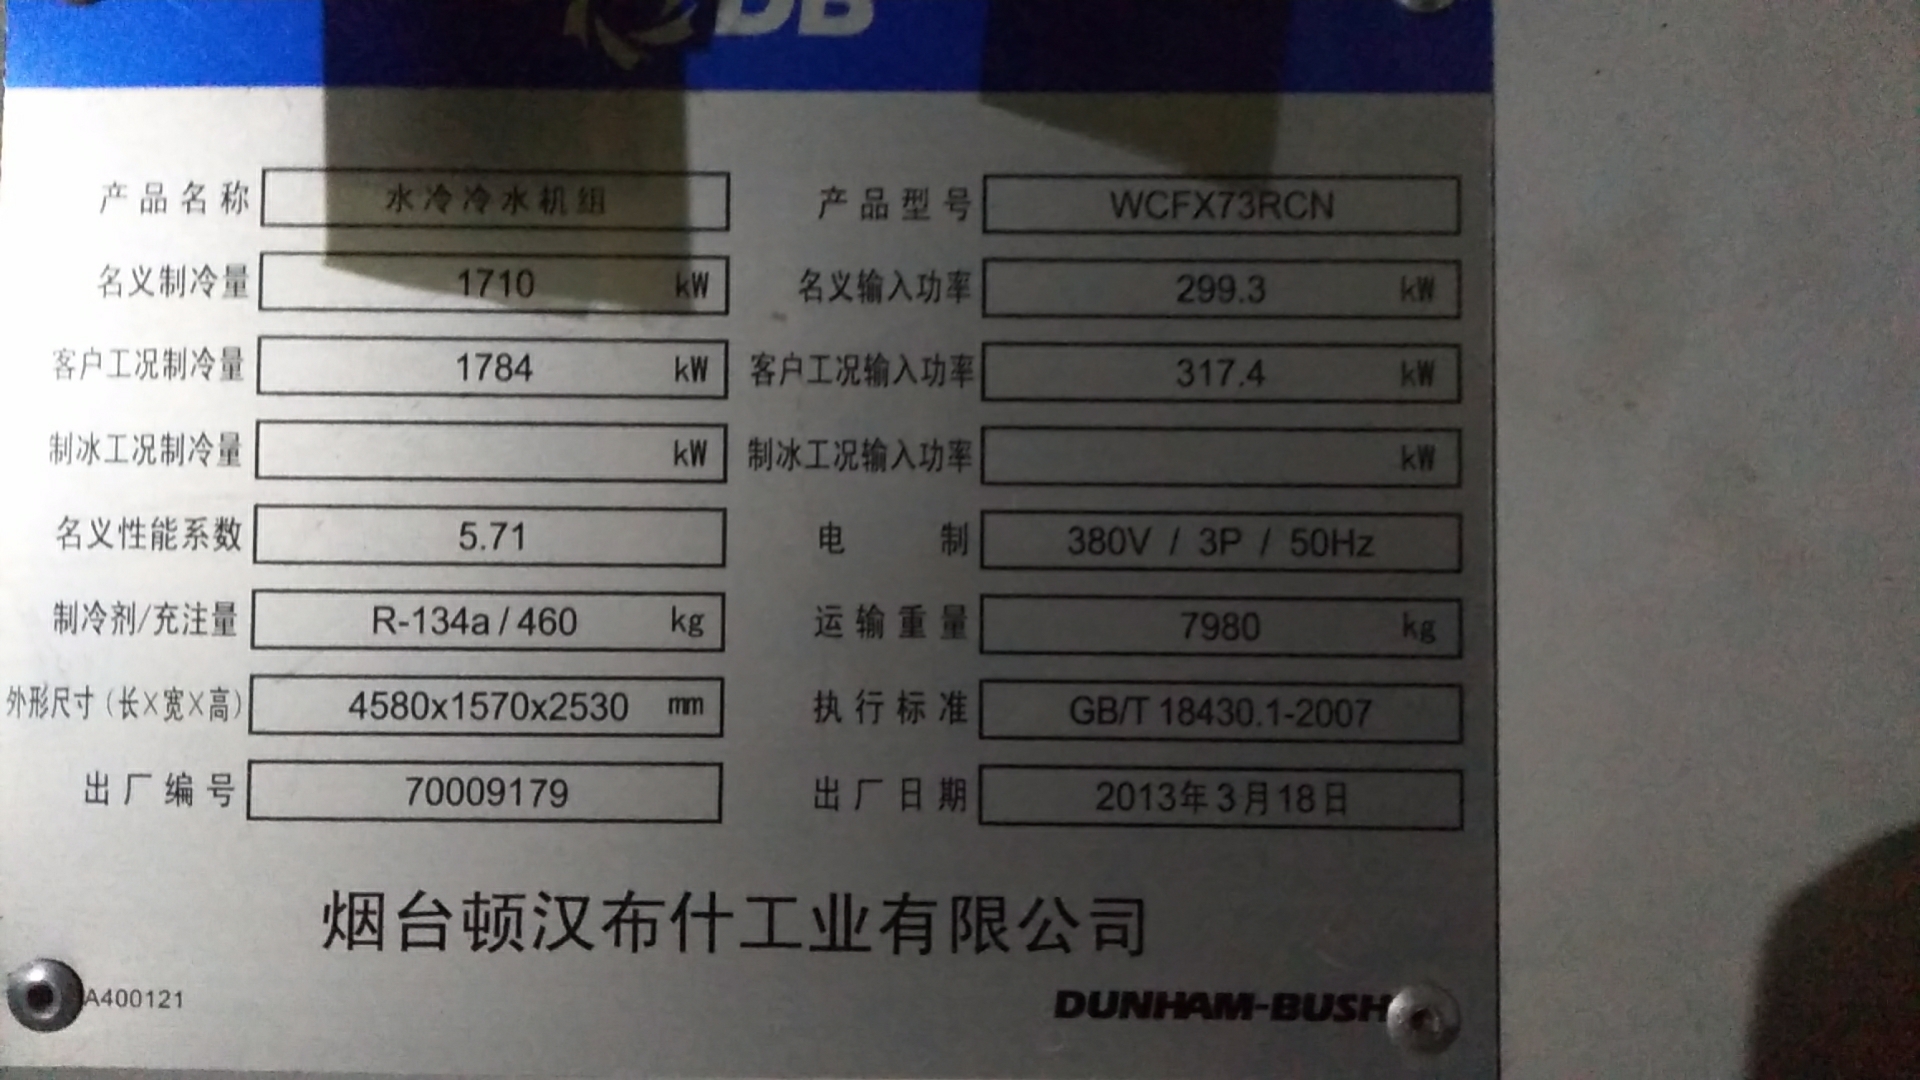 DB
产品名称 水冷冷水机组 产品型号 WCFX73RCN
名义制冷量 1710 kW 名义输入功率 299.3 kW
客户工况制冷量 1784 kW 客户工况输入功率 317.4 kW
制冰工况制冷量 kW 制冰工况输入功率 kW
名义性能系数 5.71 电制 380V / 3P / 50Hz
制冷剂/充注量 R-134a / 460 kg 运输重量 7980 kg
外形尺寸(长X宽X高) 4580x1570x2530 mm 执行标准 GB/T 18430.1-2007
出厂编号 70009179 出厂日期 2013年3月18日
烟台顿汉布什工业有限公司
A400121 DUNHAM-BUSH